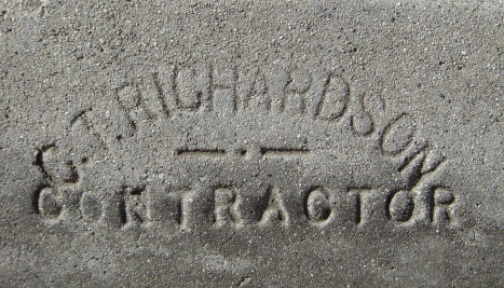 C.T. RICHARDSON
— · —
CONTRACTOR